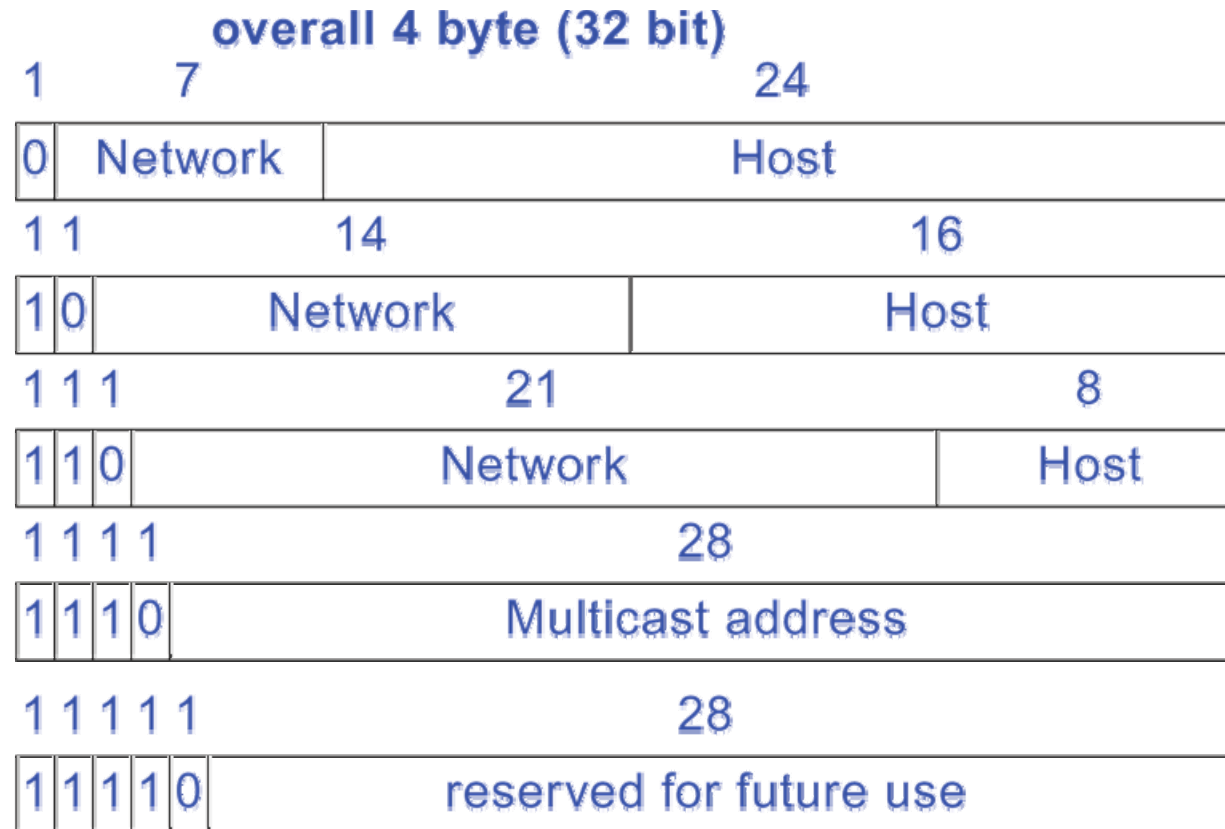 overall 4 byte (32 bit)
1 7 24
0 Network Host
1 1 14 16
1 0 Network Host
1 1 1 21 8
1 1 0 Network Host
1 1 1 1 28
1 1 1 0 Multicast address
1 1 1 1 1 28
1 1 1 1 0 reserved for future use